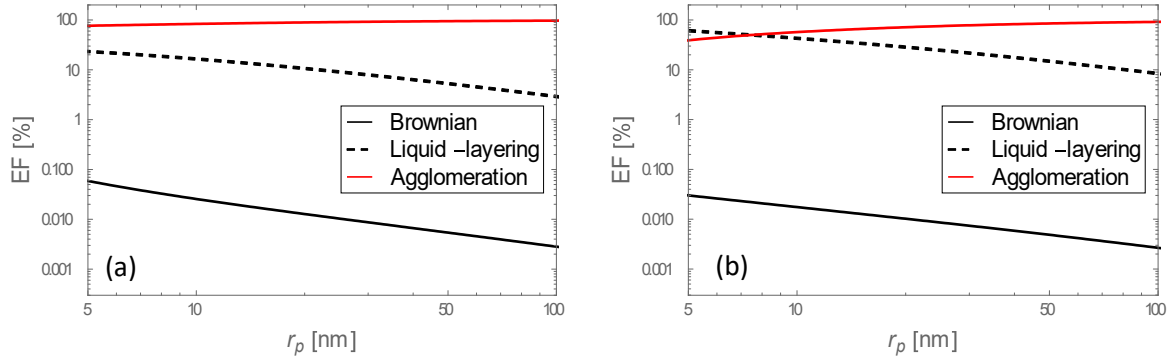 100
10
1
0.100
0.010
0.001
EF [%]
Brownian
Liquid –layering
Agglomeration
(a)
5
10
50
100
r_p [nm]
100
10
1
0.100
0.010
0.001
EF [%]
Brownian
Liquid –layering
Agglomeration
(b)
5
10
50
100
r_p [nm]